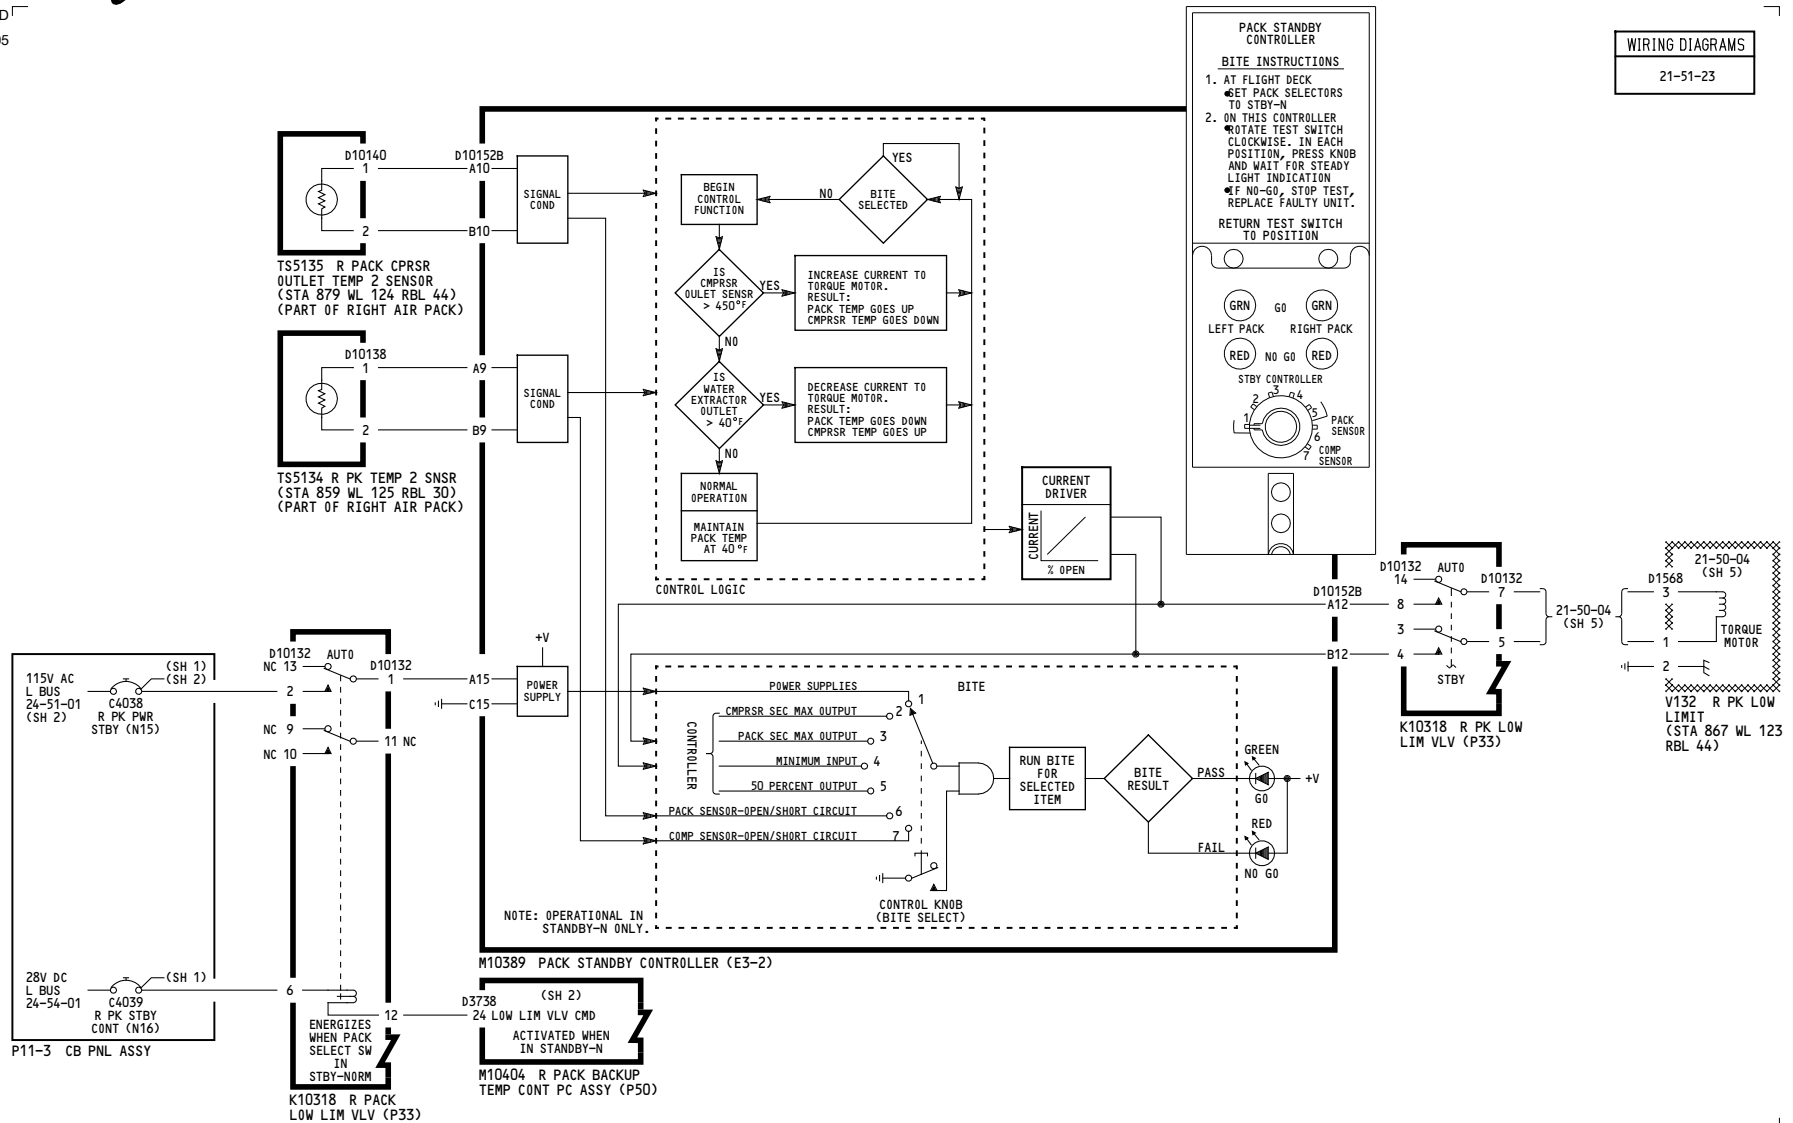 D
05
WIRING DIAGRAMS
21-51-23
PACK STANDBY
CONTROLLER
BITE INSTRUCTIONS
1. AT FLIGHT DECK
●SET PACK SELECTORS
TO STBY-N
2. ON THIS CONTROLLER
●ROTATE TEST SWITCH
CLOCKWISE. IN EACH
POSITION, PRESS KNOB
AND WAIT FOR STEADY
LIGHT INDICATION
●IF NO-GO, STOP TEST,
REPLACE FAULTY UNIT.
RETURN TEST SWITCH
TO POSITION
GRN
GO
GRN
LEFT PACK
RIGHT PACK
RED
NO GO
RED
STBY CONTROLLER
1
2
3
4
5
6
7
PACK
SENSOR
COMP
SENSOR
D10140
1
2
TS5135 R PACK CPRSR
OUTLET TEMP 2 SENSOR
(STA 879 WL 124 RBL 44)
(PART OF RIGHT AIR PACK)
D10138
1
2
TS5134 R PK TEMP 2 SNSR
(STA 859 WL 125 RBL 30)
(PART OF RIGHT AIR PACK)
D10152B
A10
B10
A9
B9
SIGNAL
COND
SIGNAL
COND
BEGIN
CONTROL
FUNCTION
NO
BITE
SELECTED
YES
IS
CMPRSR
OULET SENSR
> 450°F
YES
INCREASE CURRENT TO
TORQUE MOTOR.
RESULT:
PACK TEMP GOES UP
CMPRSR TEMP GOES DOWN
NO
IS
WATER
EXTRACTOR
OUTLET
> 40°F
YES
DECREASE CURRENT TO
TORQUE MOTOR.
RESULT:
PACK TEMP GOES DOWN
CMPRSR TEMP GOES UP
NO
NORMAL
OPERATION
MAINTAIN
PACK TEMP
AT 40°F
CONTROL LOGIC
CURRENT
DRIVER
CURRENT
% OPEN
D10152B
A12
B12
D10132
14
8
3
4
AUTO
STBY
D10132
7
5
K10318 R PK LOW
LIM VLV (P33)
21-50-04
(SH 5)
21-50-04
(SH 5)
D1568
3
1
2
TORQUE
MOTOR
V132 R PK LOW
LIMIT
(STA 867 WL 123
RBL 44)
115V AC
L BUS
24-51-01
(SH 2)
C4038
R PK PWR
STBY (N15)
(SH 1)
(SH 2)
28V DC
L BUS
24-54-01
C4039
R PK STBY
CONT (N16)
(SH 1)
P11-3 CB PNL ASSY
D10132
NC 13
2
NC 9
NC 10
6
AUTO
D10132
1
11 NC
12
ENERGIZES
WHEN PACK
SELECT SW
IN
STBY-NORM
K10318 R PACK
LOW LIM VLV (P33)
A15
C15
+V
POWER
SUPPLY
POWER SUPPLIES
BITE
1
CONTROLLER
CMPRSR SEC MAX OUTPUT 2
PACK SEC MAX OUTPUT 3
MINIMUM INPUT 4
50 PERCENT OUTPUT 5
PACK SENSOR-OPEN/SHORT CIRCUIT 6
COMP SENSOR-OPEN/SHORT CIRCUIT 7
CONTROL KNOB
(BITE SELECT)
RUN BITE
FOR
SELECTED
ITEM
BITE
RESULT
PASS
FAIL
GREEN
GO
+V
RED
NO GO
NOTE: OPERATIONAL IN
STANDBY-N ONLY.
M10389 PACK STANDBY CONTROLLER (E3-2)
D3738
24
(SH 2)
LOW LIM VLV CMD
ACTIVATED WHEN
IN STANDBY-N
M10404 R PACK BACKUP
TEMP CONT PC ASSY (P50)